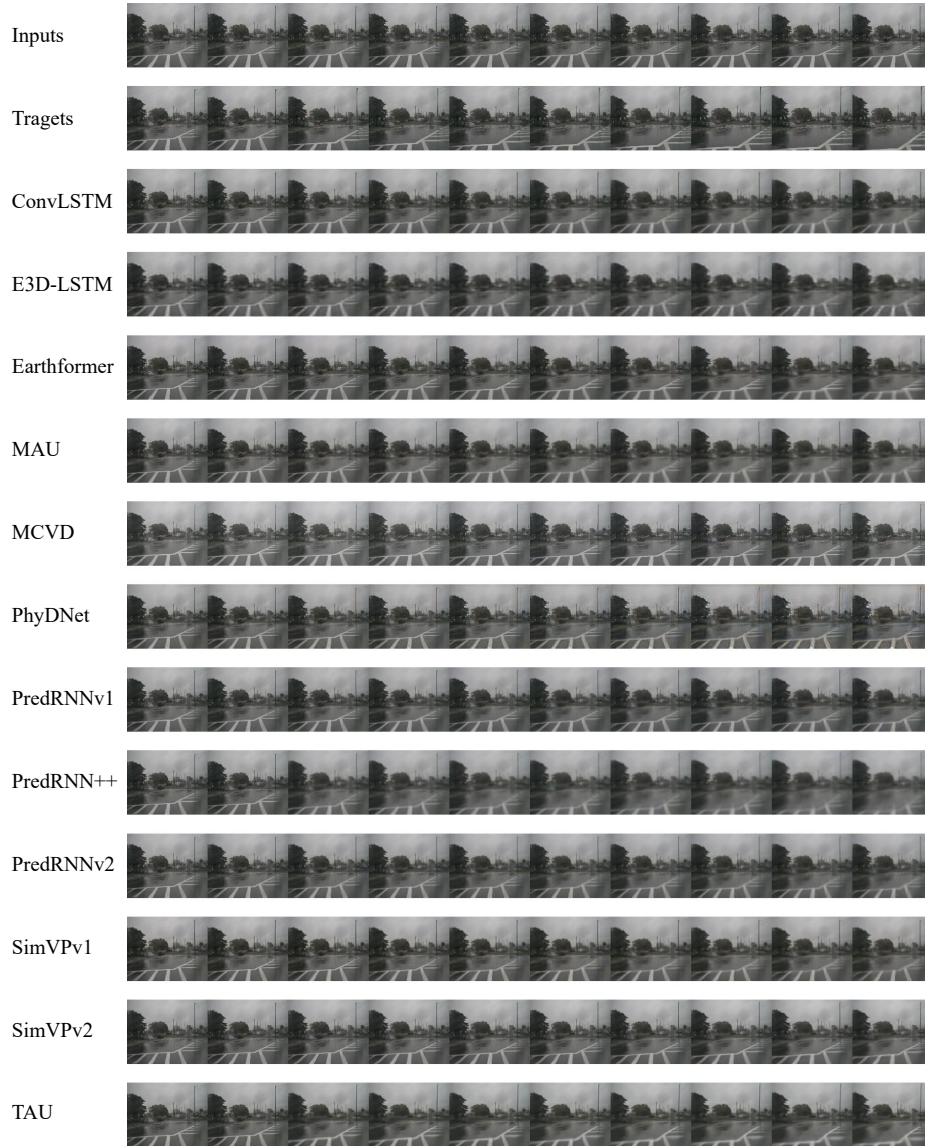 Inputs
Tragets
ConvLSTM
E3D-LSTM
Earthformer
MAU
MCVD
PhyDNet
PredRNNv1
PredRNN++
PredRNNv2
SimVPv1
SimVPv2
TAU